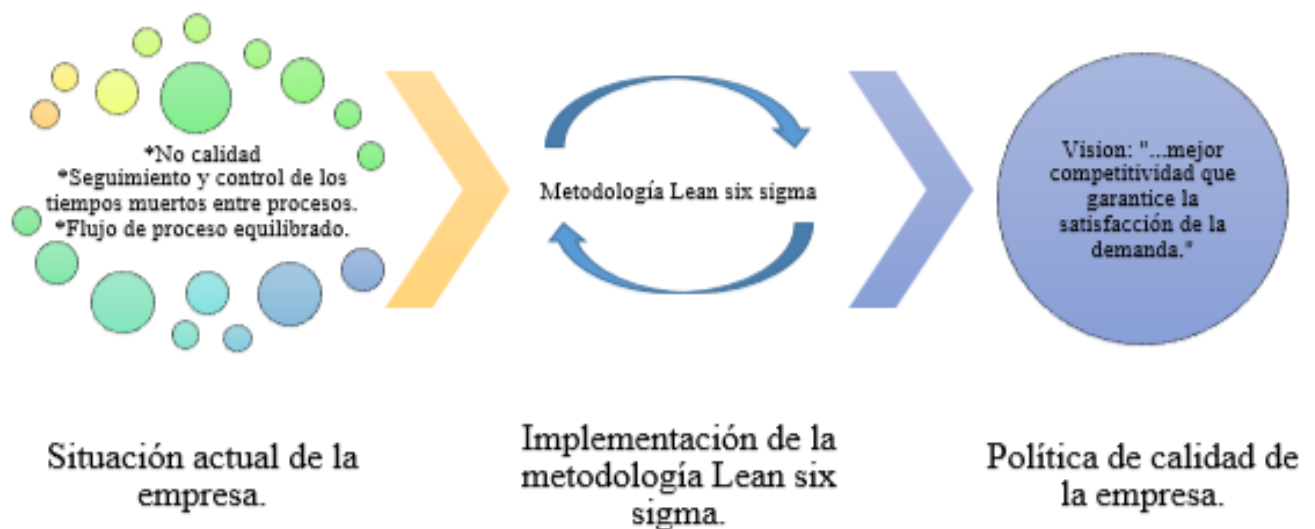 *No calidad
*Seguimiento y control de los
tiempos muertos entre procesos.
*Flujo de proceso equilibrado.
Metodología Lean six sigma
Vision: "...mejor
competitividad que
garantice la
satisfacción de la
demanda."
Situación actual de la
empresa.
Implementación de la
metodología Lean six
sigma.
Política de calidad de
la empresa.